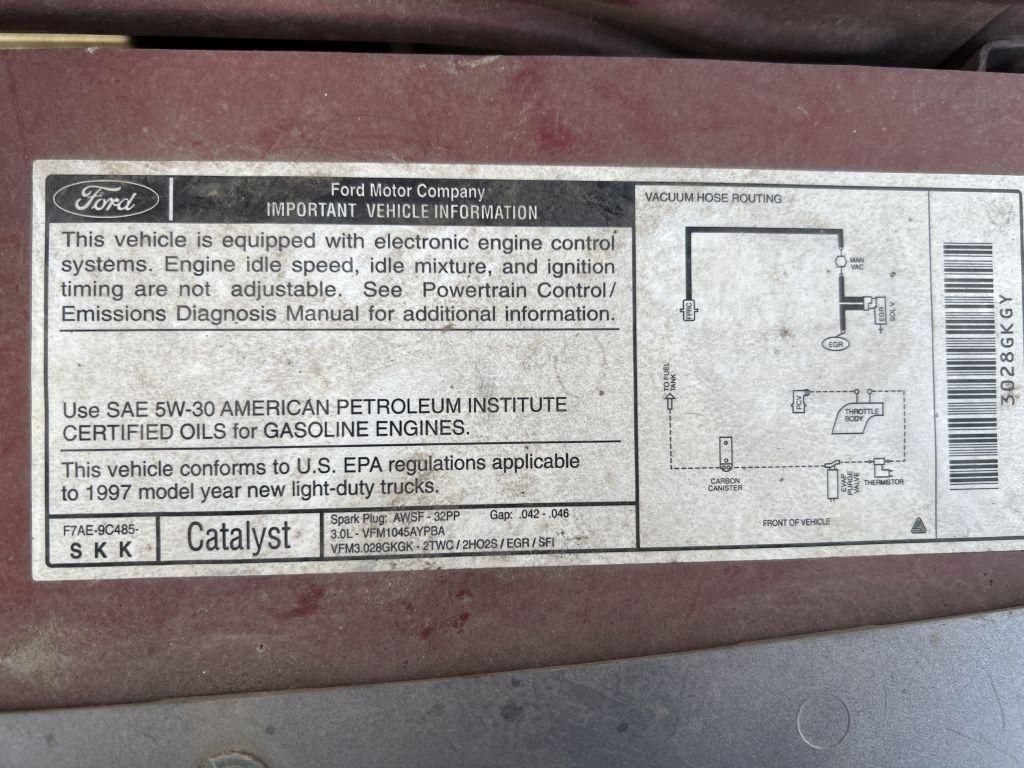 Ford
Ford Motor Company
IMPORTANT VEHICLE INFORMATION
This vehicle is equipped with electronic engine control
systems. Engine idle speed, idle mixture, and ignition
timing are not adjustable. See Powertrain Control/
Emissions Diagnosis Manual for additional information.
Use SAE 5W-30 AMERICAN PETROLEUM INSTITUTE
CERTIFIED OILS for GASOLINE ENGINES.
This vehicle conforms to U.S. EPA regulations applicable
to 1997 model year new light-duty trucks.
F7AE-9C485-
SKK
Catalyst
Spark Plug: AWSF - 32PP Gap: .042 - .046
3.0L - VFM1045AYPBA
VFM3.028GKGK - 2TWC / 2HO2S / EGR / SFI
VACUUM HOSE ROUTING
MAN
VAC
FPRC
EGR
SOL V
EGR
TO FUEL
TANK
PCV
THROTTLE
BODY
CARBON
CANISTER
EVAP
PURGE
VALVE
THERMISTOR
FRONT OF VEHICLE
3028GKGY